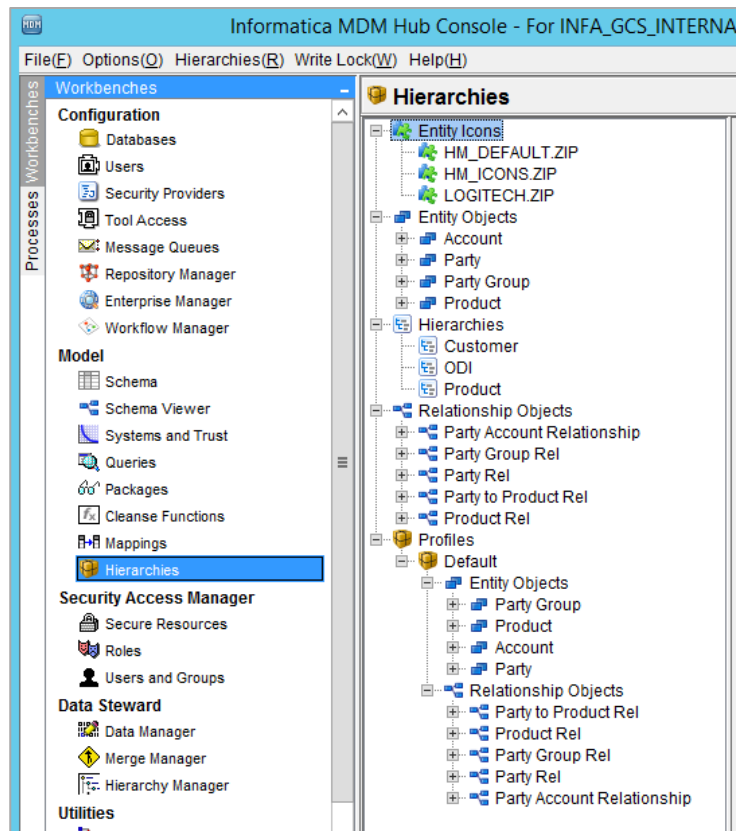 MDM
Informatica MDM Hub Console - For INFA_GCS_INTERNA
File(F) Options(O) Hierarchies(R) Write Lock(W) Help(H)
Workbenches
Processes
Workbenches
Configuration
Databases
Users
Security Providers
Tool Access
Message Queues
Repository Manager
Enterprise Manager
Workflow Manager
Model
Schema
Schema Viewer
Systems and Trust
Queries
Packages
fx
Cleanse Functions
Mappings
Hierarchies
Security Access Manager
Secure Resources
Roles
Users and Groups
Data Steward
Data Manager
Merge Manager
Hierarchy Manager
Utilities
Hierarchies
Entity Icons
HM_DEFAULT.ZIP
HM_ICONS.ZIP
LOGITECH.ZIP
Entity Objects
Account
Party
Party Group
Product
Hierarchies
Customer
ODI
Product
Relationship Objects
Party Account Relationship
Party Group Rel
Party Rel
Party to Product Rel
Product Rel
Profiles
Default
Entity Objects
Party Group
Product
Account
Party
Relationship Objects
Party to Product Rel
Product Rel
Party Group Rel
Party Rel
Party Account Relationship